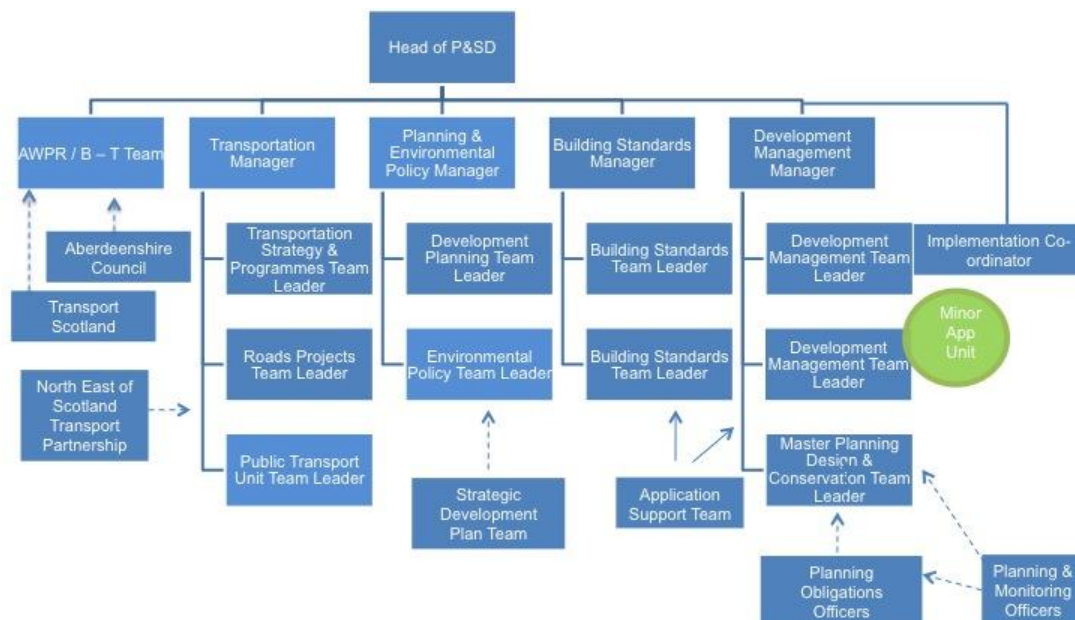 Head of P&SD
AWPR / B – T Team
Transportation
Manager
Planning &
Environmental
Policy Manager
Building Standards
Manager
Development
Management
Manager
Aberdeenshire
Council
Transport
Scotland
North East of
Scotland
Transport
Partnership
Transportation
Strategy &
Programmes Team
Leader
Roads Projects
Team Leader
Public Transport
Unit Team Leader
Development
Planning Team
Leader
Environmental
Policy Team Leader
Strategic
Development
Plan Team
Building Standards
Team Leader
Building Standards
Team Leader
Application
Support Team
Development
Management Team
Leader
Development
Management Team
Leader
Master Planning
Design &
Conservation Team
Leader
Implementation Co-
ordinator
Minor
App
Unit
Planning
Obligations
Officers
Planning &
Monitoring
Officers